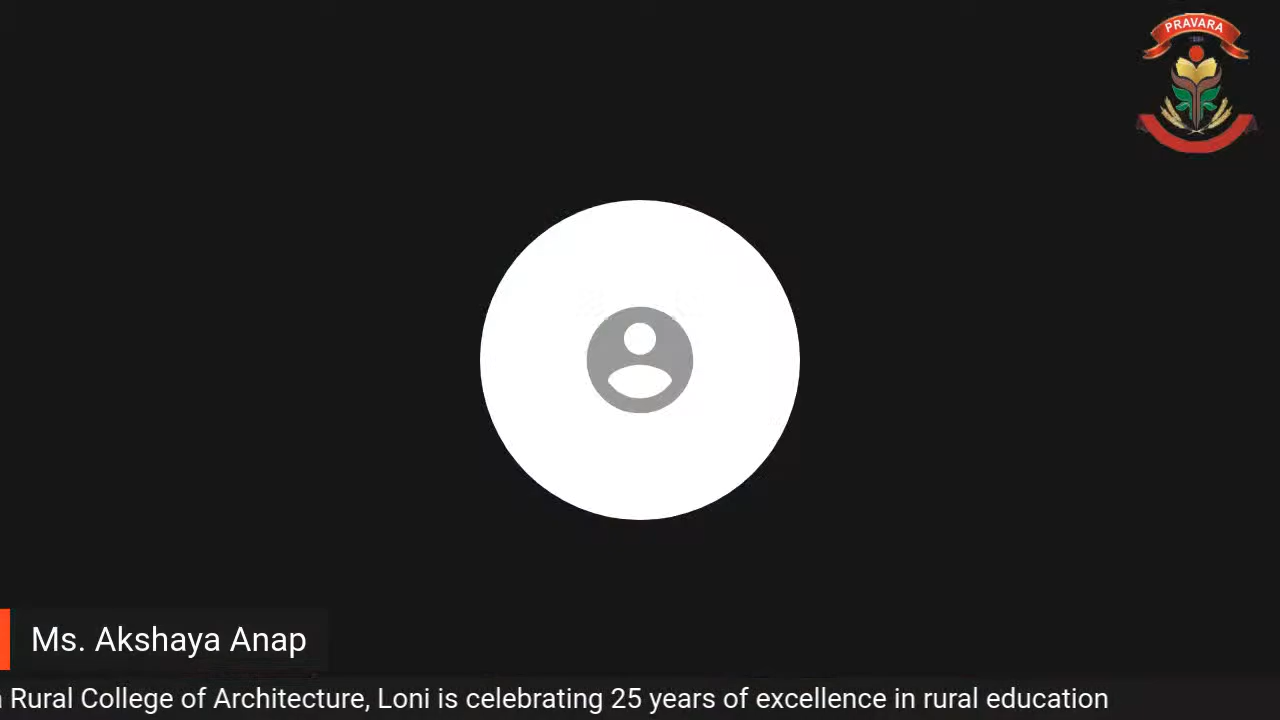 PRAVARA
Ms. Akshaya Anap
Rural College of Architecture, Loni is celebrating 25 years of excellence in rural education